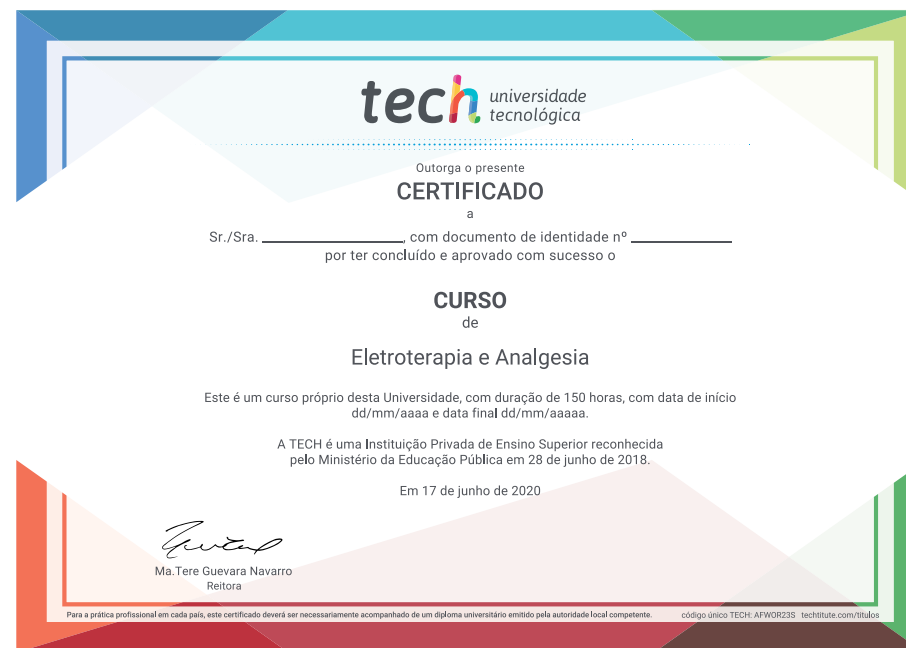 tech universidade
tecnológica
Outorga o presente
CERTIFICADO
a
Sr./Sra. ____________________, com documento de identidade nº ______________
por ter concluído e aprovado com sucesso o
CURSO
de
Eletroterapia e Analgesia
Este é um curso próprio desta Universidade, com duração de 150 horas, com data de início
dd/mm/aaaa e data final dd/mm/aaaaa.
A TECH é uma Instituição Privada de Ensino Superior reconhecida
pelo Ministério da Educação Pública em 28 de junho de 2018.
Em 17 de junho de 2020
Ma.Tere Guevara Navarro
Reitora
Para a prática profissional em cada país, este certificado deverá ser necessariamente acompanhado de um diploma universitário emitido pela autoridade local competente. código único TECH: AFWOR23S techtitute.com/titulos